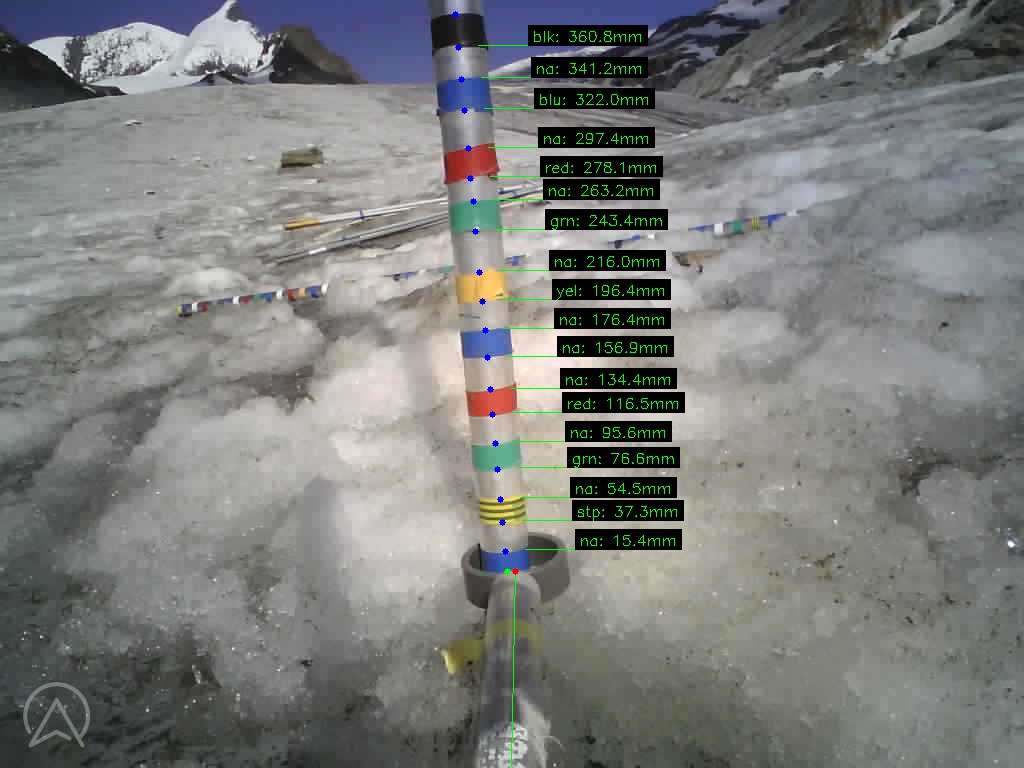 blk: 360.8mm
na: 341.2mm
blu: 322.0mm
na: 297.4mm
red: 278.1mm
na: 263.2mm
grn: 243.4mm
na: 216.0mm
yel: 196.4mm
na: 176.4mm
na: 156.9mm
na: 134.4mm
red: 116.5mm
na: 95.6mm
grn: 76.6mm
na: 54.5mm
stp: 37.3mm
na: 15.4mm